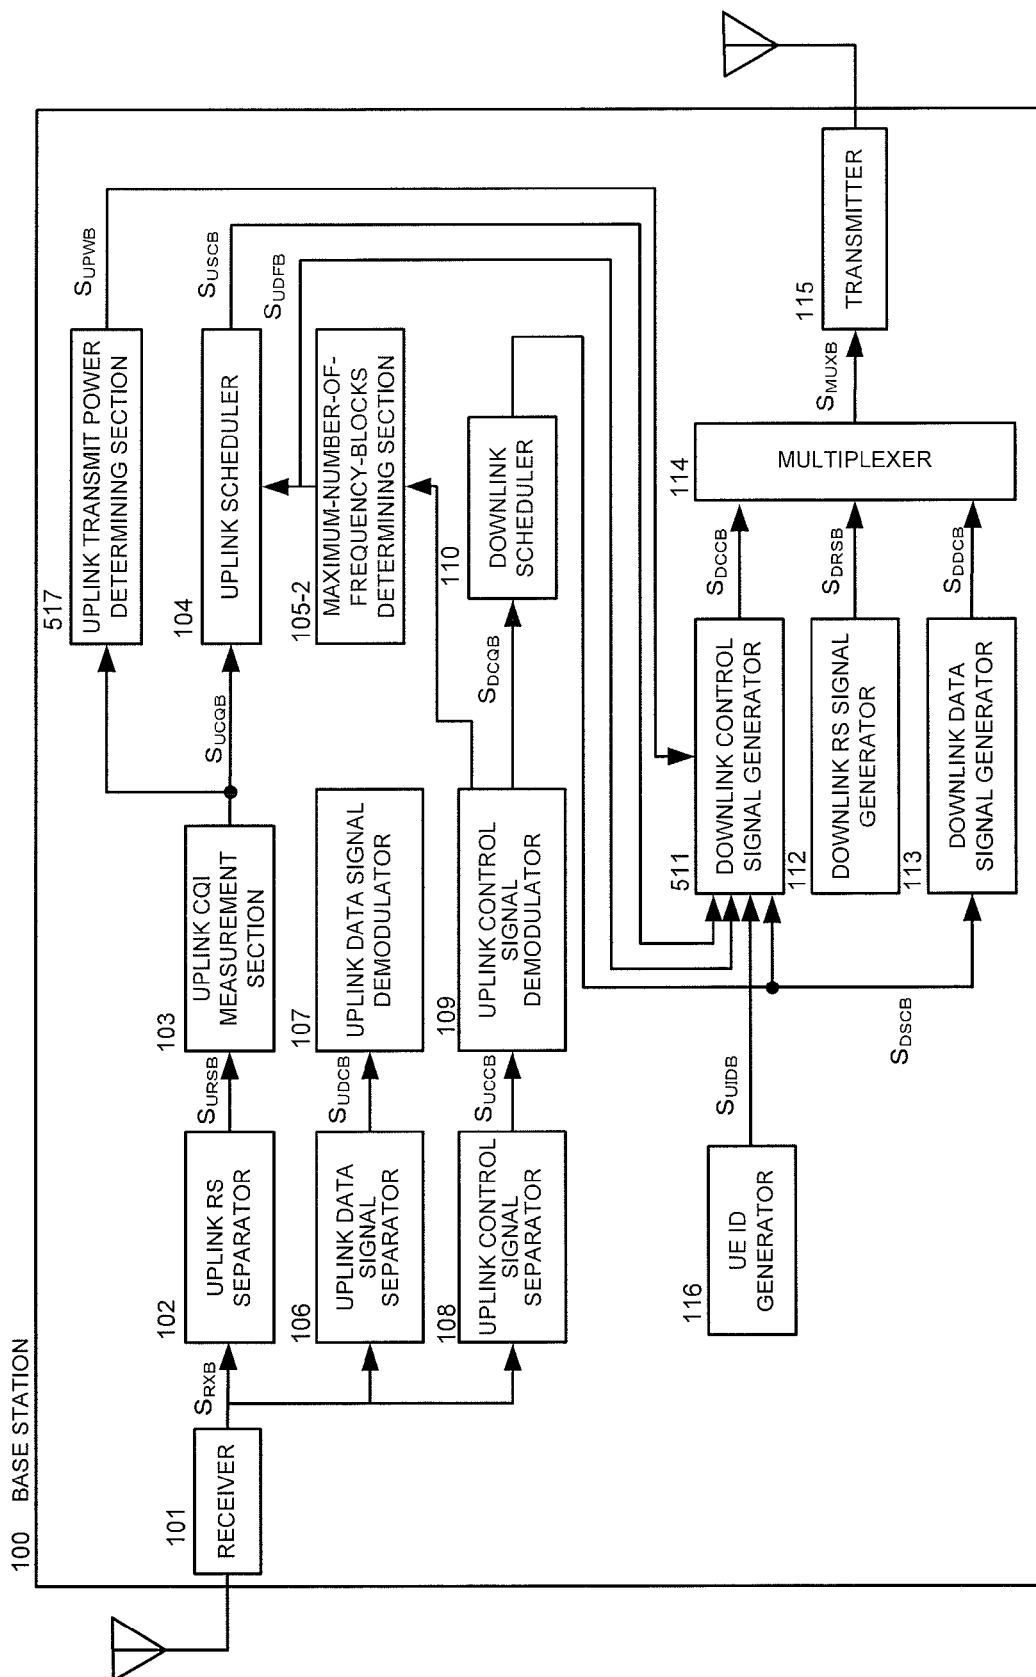 100 BASE STATION
101
RECEIVER
SRXB
102
UPLINK RS
SEPARATOR
SURSB
103
UPLINK CQI
MEASUREMENT
SECTION
SUCQB
517
UPLINK TRANSMIT POWER
DETERMINING SECTION
SUPWB
104
UPLINK SCHEDULER
SUSCB
SUDFB
105-2
MAXIMUM-NUMBER-OF-
FREQUENCY-BLOCKS
DETERMINING SECTION
106
UPLINK DATA
SIGNAL
SEPARATOR
SUDCB
107
UPLINK DATA SIGNAL
DEMODULATOR
108
UPLINK CONTROL
SIGNAL
SEPARATOR
SUCCB
109
UPLINK CONTROL
SIGNAL
DEMODULATOR
SDCQB
110
DOWNLINK
SCHEDULER
116
UE ID
GENERATOR
SUIDB
SDSCB
511
DOWNLINK CONTROL
SIGNAL GENERATOR
SDCCB
112
DOWNLINK RS SIGNAL
GENERATOR
SDRSB
113
DOWNLINK DATA
SIGNAL GENERATOR
SDDCB
114
MULTIPLEXER
SMUXB
115
TRANSMITTER